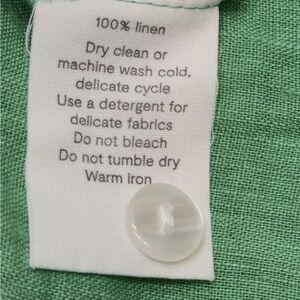 100% linen
Dry clean or
machine wash cold,
delicate cycle
Use a detergent for
delicate fabrics
Do not bleach
Do not tumble dry
Warm iron